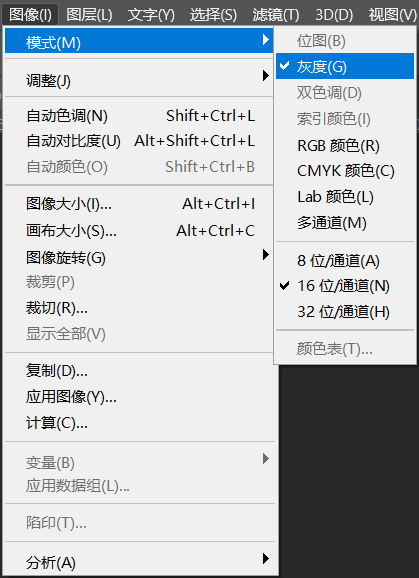 图像(I) 图层(L) 文字(Y) 选择(S) 滤镜(T) 3D(D) 视图(V)
模式(M)
调整(J)
自动色调(N) Shift+Ctrl+L
自动对比度(U) Alt+Shift+Ctrl+L
自动颜色(O) Shift+Ctrl+B
图像大小(I)... Alt+Ctrl+I
画布大小(S)... Alt+Ctrl+C
图像旋转(G)
裁剪(P)
裁切(R)...
显示全部(V)
复制(D)...
应用图像(Y)...
计算(C)...
变量(B)
应用数据组(L)...
陷印(T)...
分析(A)
位图(B)
灰度(G)
双色调(D)
索引颜色(I)
RGB 颜色(R)
CMYK 颜色(C)
Lab 颜色(L)
多通道(M)
8 位/通道(A)
16 位/通道(N)
32 位/通道(H)
颜色表(T)...